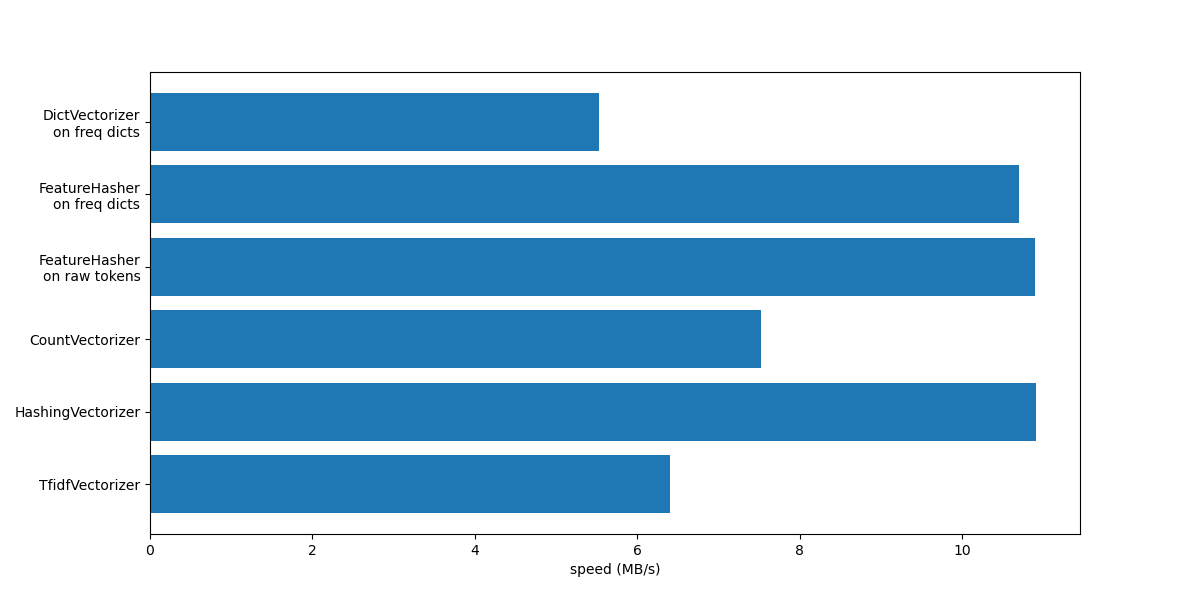 DictVectorizer
on freq dicts
FeatureHasher
on freq dicts
FeatureHasher
on raw tokens
CountVectorizer
HashingVectorizer
TfidfVectorizer
0 2 4 6 8 10
speed (MB/s)